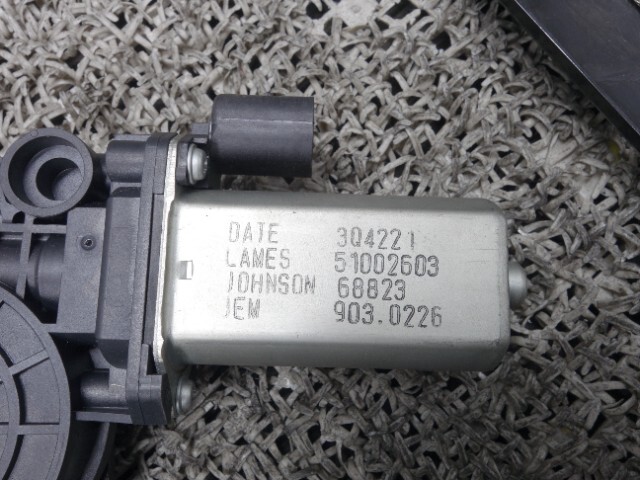 DATE 3Q4221
LAMES 51002603
JOHNSON 68823
JEM 903.0226